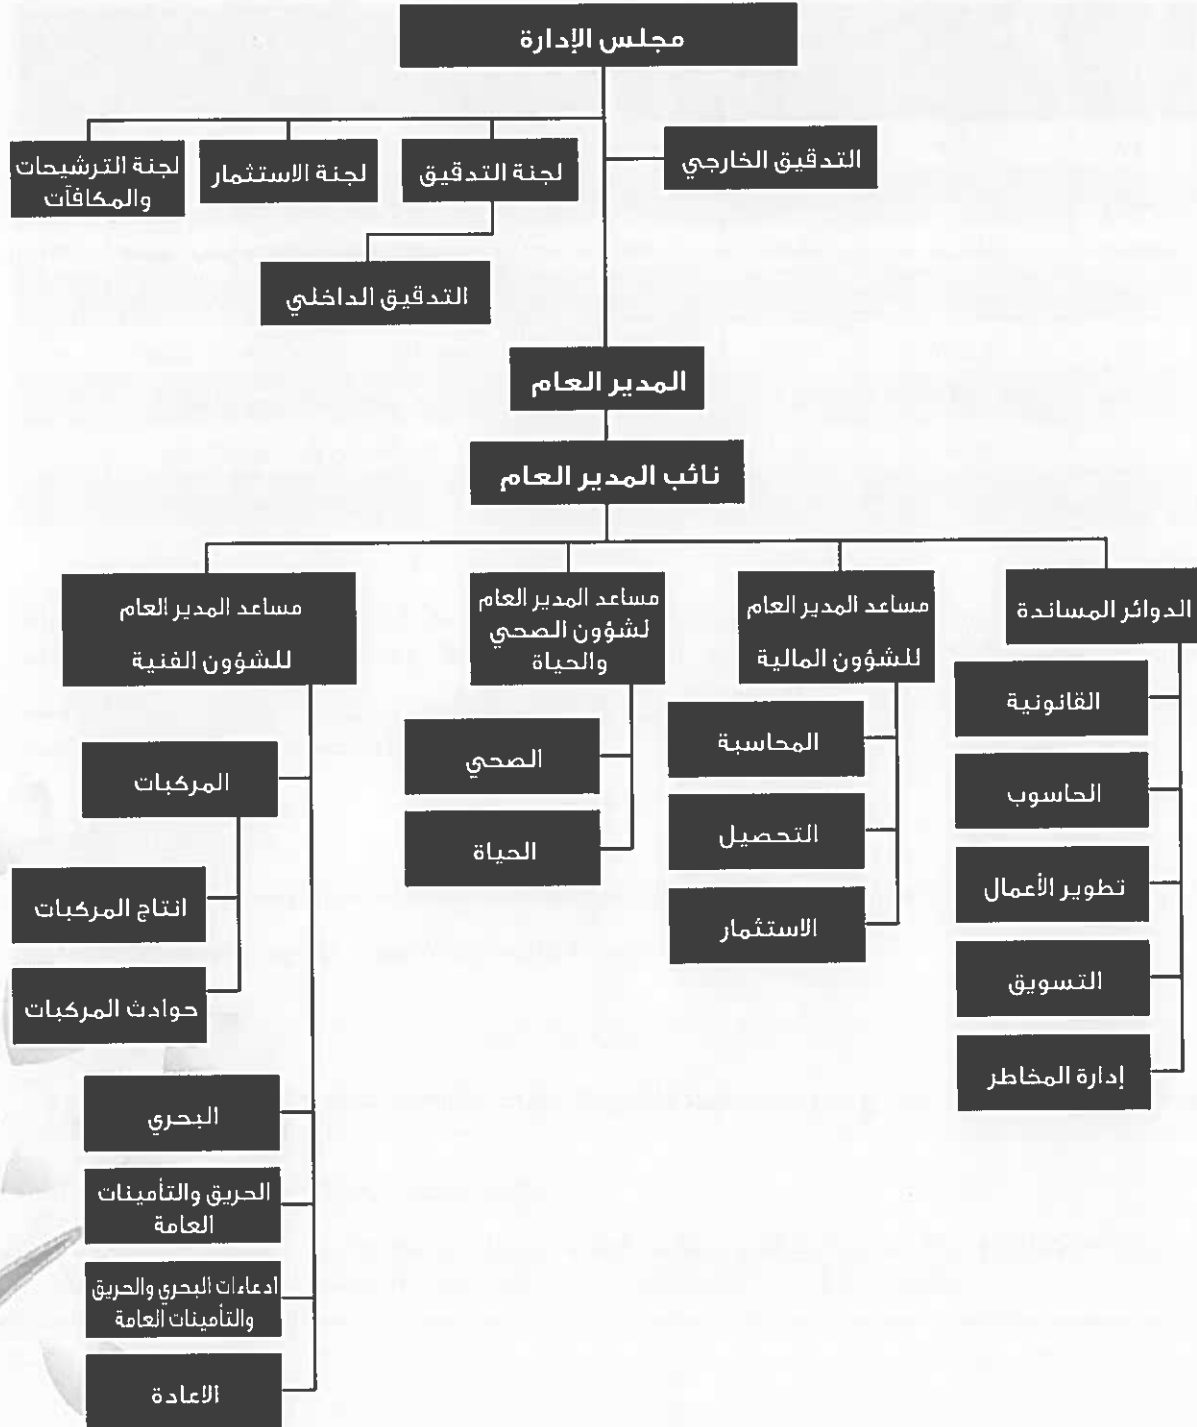 مجلس الإدارة
التدقيق الخارجي
لجنة التدقيق
لجنة الاستثمار
لجنة الترشيحات
والمكافآت
التدقيق الداخلي
المدير العام
نائب المدير العام
الدوائر المساندة
القانونية
الحاسوب
تطوير الأعمال
التسويق
إدارة المخاطر
مساعد المدير العام
للشؤون المالية
المحاسبة
التحصيل
الاستثمار
مساعد المدير العام
لشؤون الصحي
والحياة
الصحي
الحياة
مساعد المدير العام
للشؤون الفنية
المركبات
انتاج المركبات
حوادث المركبات
البحري
الحريق والتأمينات
العامة
أدعاءات البحري والحريق
والتأمينات العامة
الاعادة